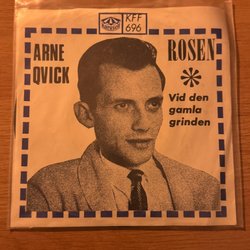 KFF
696
ARNE
QVICK
ROSEN
Vid den
gamla
grinden